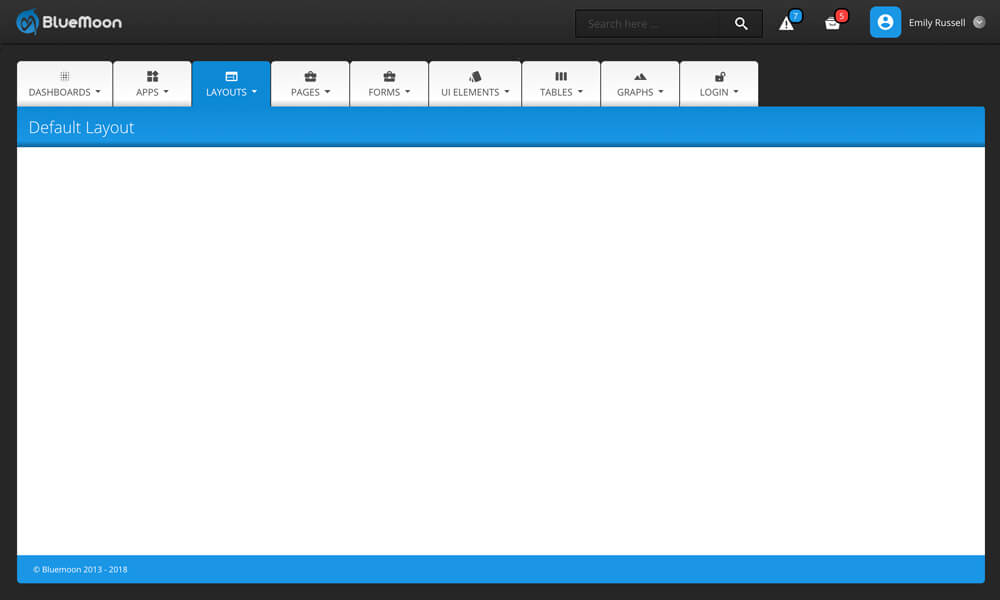 BlueMoon
Search here ...
7
5
Emily Russell
DASHBOARDS
APPS
LAYOUTS
PAGES
FORMS
UI ELEMENTS
TABLES
GRAPHS
LOGIN
Default Layout
© Bluemoon 2013 - 2018